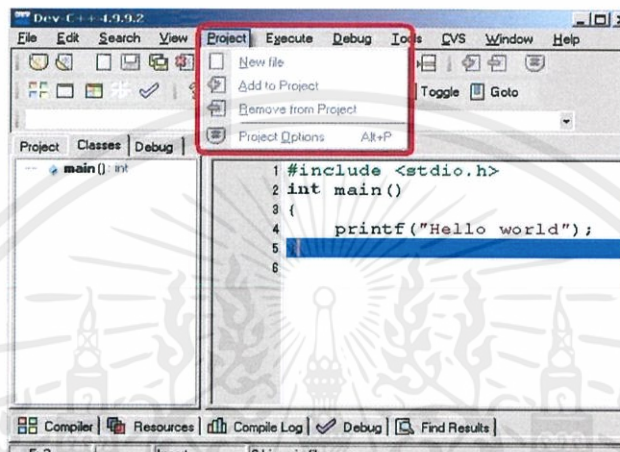 Dev-C++ 4.9.9.2
File Edit Search View Project Execute Debug Tools CVS Window Help
New file
Add to Project
Remove from Project
Project Options Alt+P
Toggle Goto
Project Classes Debug
main () : int
1 #include <stdio.h>
2 int main()
3 {
4 printf("Hello world");
5 }
6
Compiler Resources Compile Log Debug Find Results